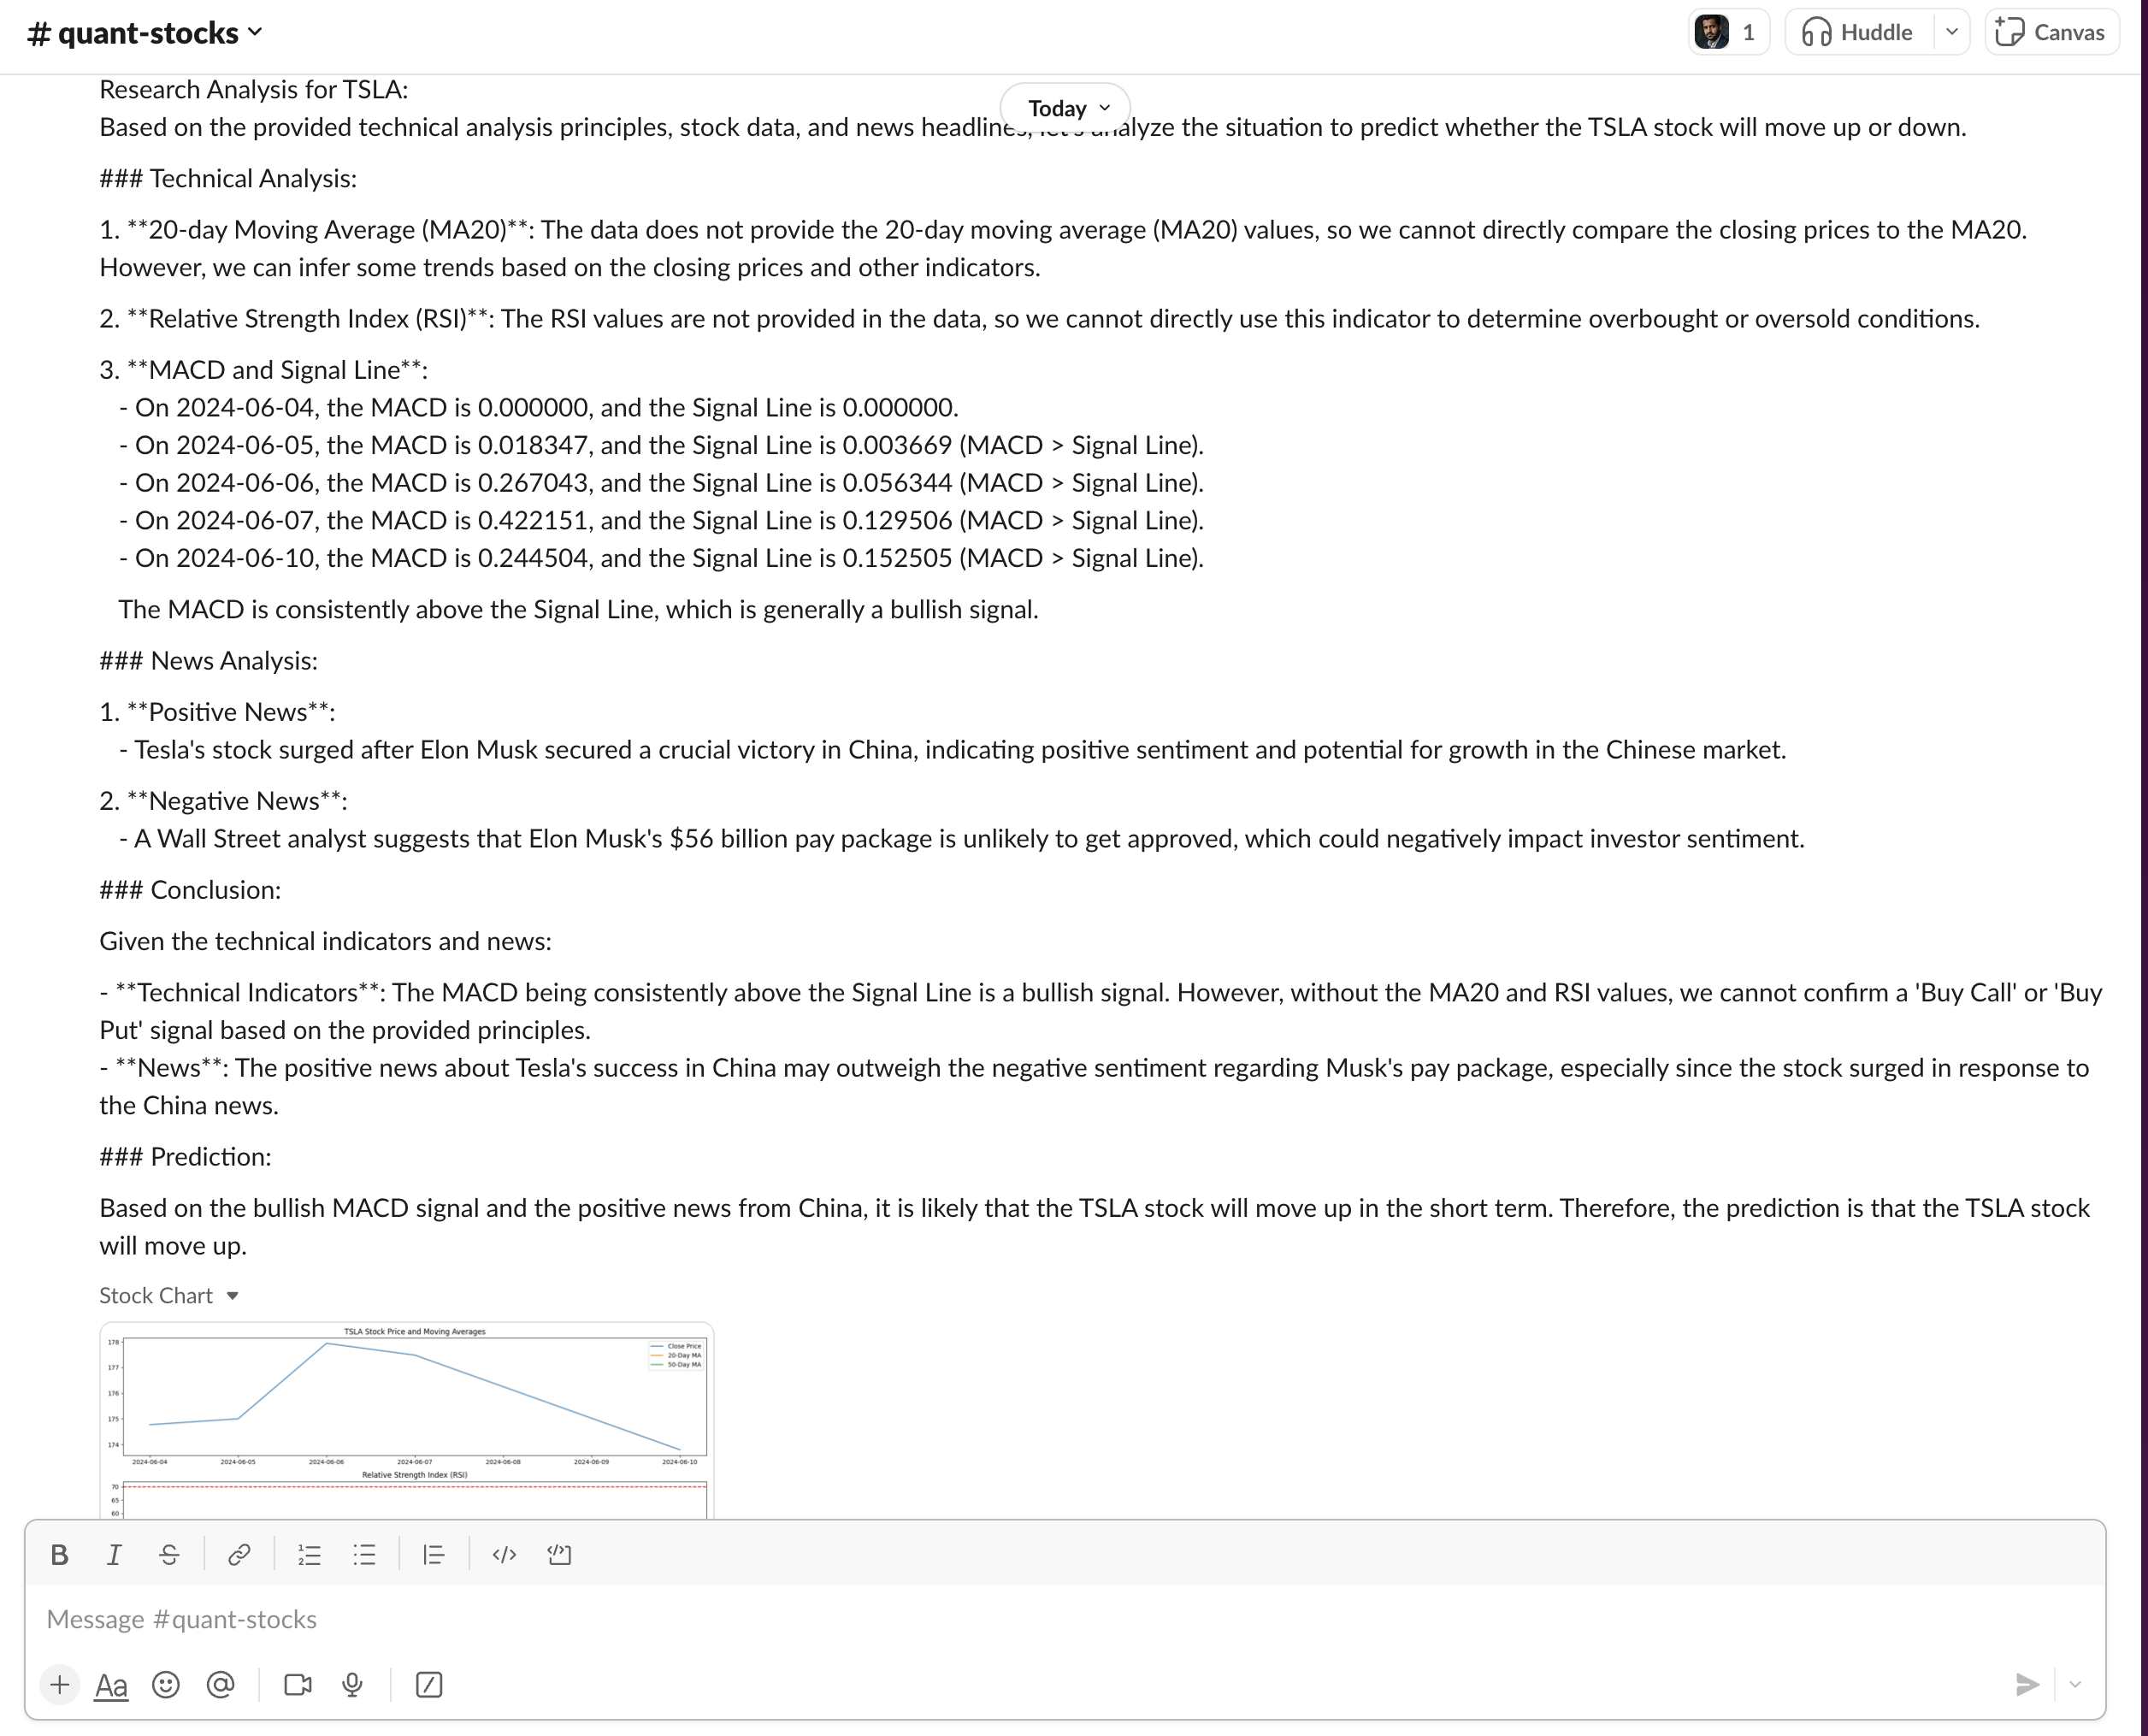 # quant-stocks
1
Huddle
Canvas
Today
Research Analysis for TSLA:
Based on the provided technical analysis principles, stock data, and news headlines, let's analyze the situation to predict whether the TSLA stock will move up or down.
### Technical Analysis:
1. **20-day Moving Average (MA20)**: The data does not provide the 20-day moving average (MA20) values, so we cannot directly compare the closing prices to the MA20.
However, we can infer some trends based on the closing prices and other indicators.
2. **Relative Strength Index (RSI)**: The RSI values are not provided in the data, so we cannot directly use this indicator to determine overbought or oversold conditions.
3. **MACD and Signal Line**:
- On 2024-06-04, the MACD is 0.000000, and the Signal Line is 0.000000.
- On 2024-06-05, the MACD is 0.018347, and the Signal Line is 0.003669 (MACD > Signal Line).
- On 2024-06-06, the MACD is 0.267043, and the Signal Line is 0.056344 (MACD > Signal Line).
- On 2024-06-07, the MACD is 0.422151, and the Signal Line is 0.129506 (MACD > Signal Line).
- On 2024-06-10, the MACD is 0.244504, and the Signal Line is 0.152505 (MACD > Signal Line).
The MACD is consistently above the Signal Line, which is generally a bullish signal.
### News Analysis:
1. **Positive News**:
- Tesla's stock surged after Elon Musk secured a crucial victory in China, indicating positive sentiment and potential for growth in the Chinese market.
2. **Negative News**:
- A Wall Street analyst suggests that Elon Musk's $56 billion pay package is unlikely to get approved, which could negatively impact investor sentiment.
### Conclusion:
Given the technical indicators and news:
- **Technical Indicators**: The MACD being consistently above the Signal Line is a bullish signal. However, without the MA20 and RSI values, we cannot confirm a 'Buy Call' or 'Buy
Put' signal based on the provided principles.
- **News**: The positive news about Tesla's success in China may outweigh the negative sentiment regarding Musk's pay package, especially since the stock surged in response to
the China news.
### Prediction:
Based on the bullish MACD signal and the positive news from China, it is likely that the TSLA stock will move up in the short term. Therefore, the prediction is that the TSLA stock
will move up.
Stock Chart
TSLA Stock Price and Moving Averages
178
177
176
175
174
Close Price
20-Day MA
50-Day MA
2024-06-04 2024-06-05 2024-06-06 2024-06-07 2024-06-08 2024-06-09 2024-06-10
Relative Strength Index (RSI)
70
65
60
B I S
Message #quant-stocks
Aa